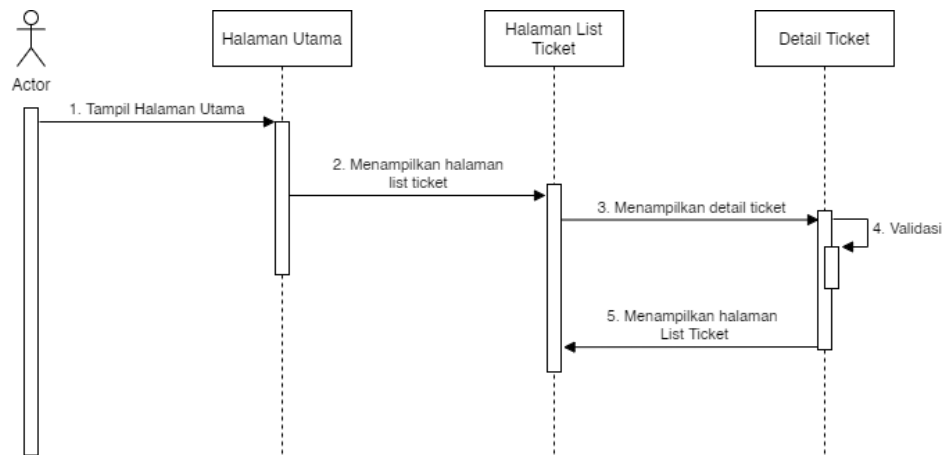 Halaman Utama
Halaman List
Ticket
Detail Ticket
Actor
1. Tampil Halaman Utama
2. Menampilkan halaman
list ticket
3. Menampilkan detail ticket
4. Validasi
5. Menampilkan halaman
List Ticket